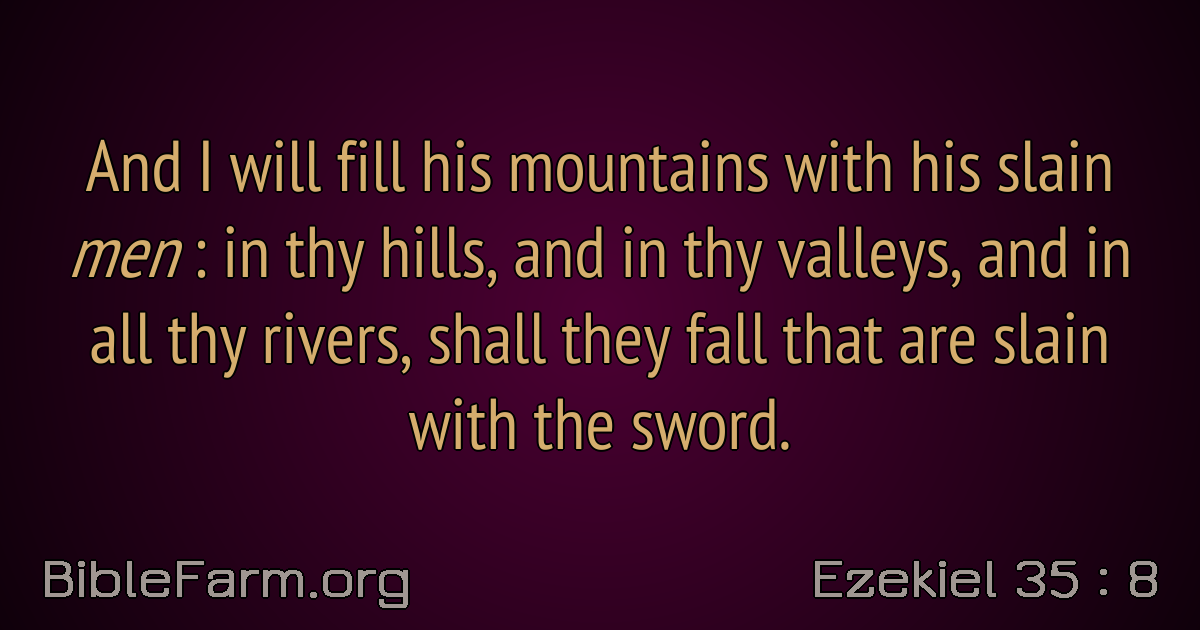 And I will fill his mountains with his slain
men : in thy hills, and in thy valleys, and in
all thy rivers, shall they fall that are slain
with the sword.
BibleFarm.org
Ezekiel 35 : 8